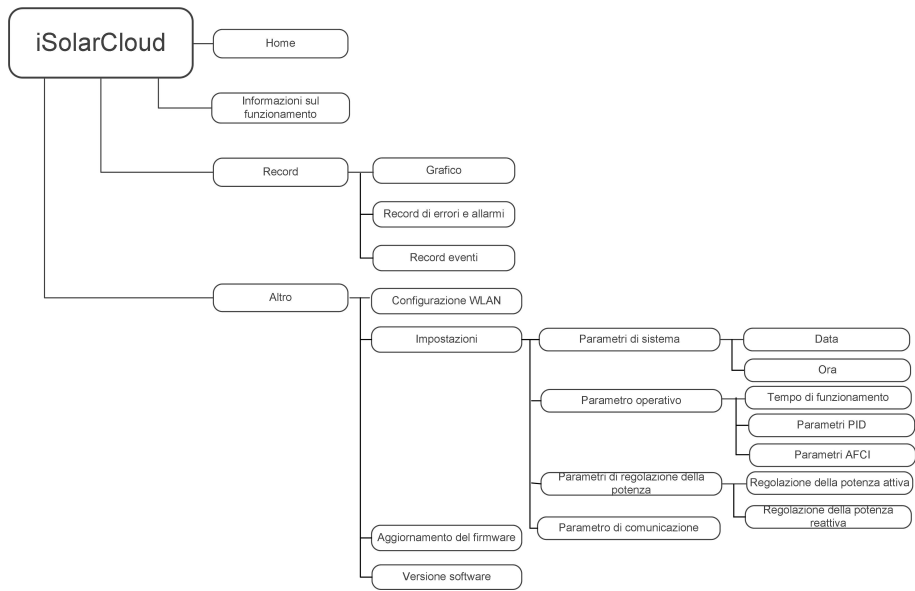 iSolarCloud
Home
Informazioni sul
funzionamento
Record
Grafico
Record di errori e allarmi
Record eventi
Altro
Configurazione WLAN
Impostazioni
Parametri di sistema
Data
Ora
Parametro operativo
Tempo di funzionamento
Parametri PID
Parametri AFCI
Parametri di regolazione della
potenza
Regolazione della potenza attiva
Regolazione della potenza
reattiva
Parametro di comunicazione
Aggiornamento del firmware
Versione software